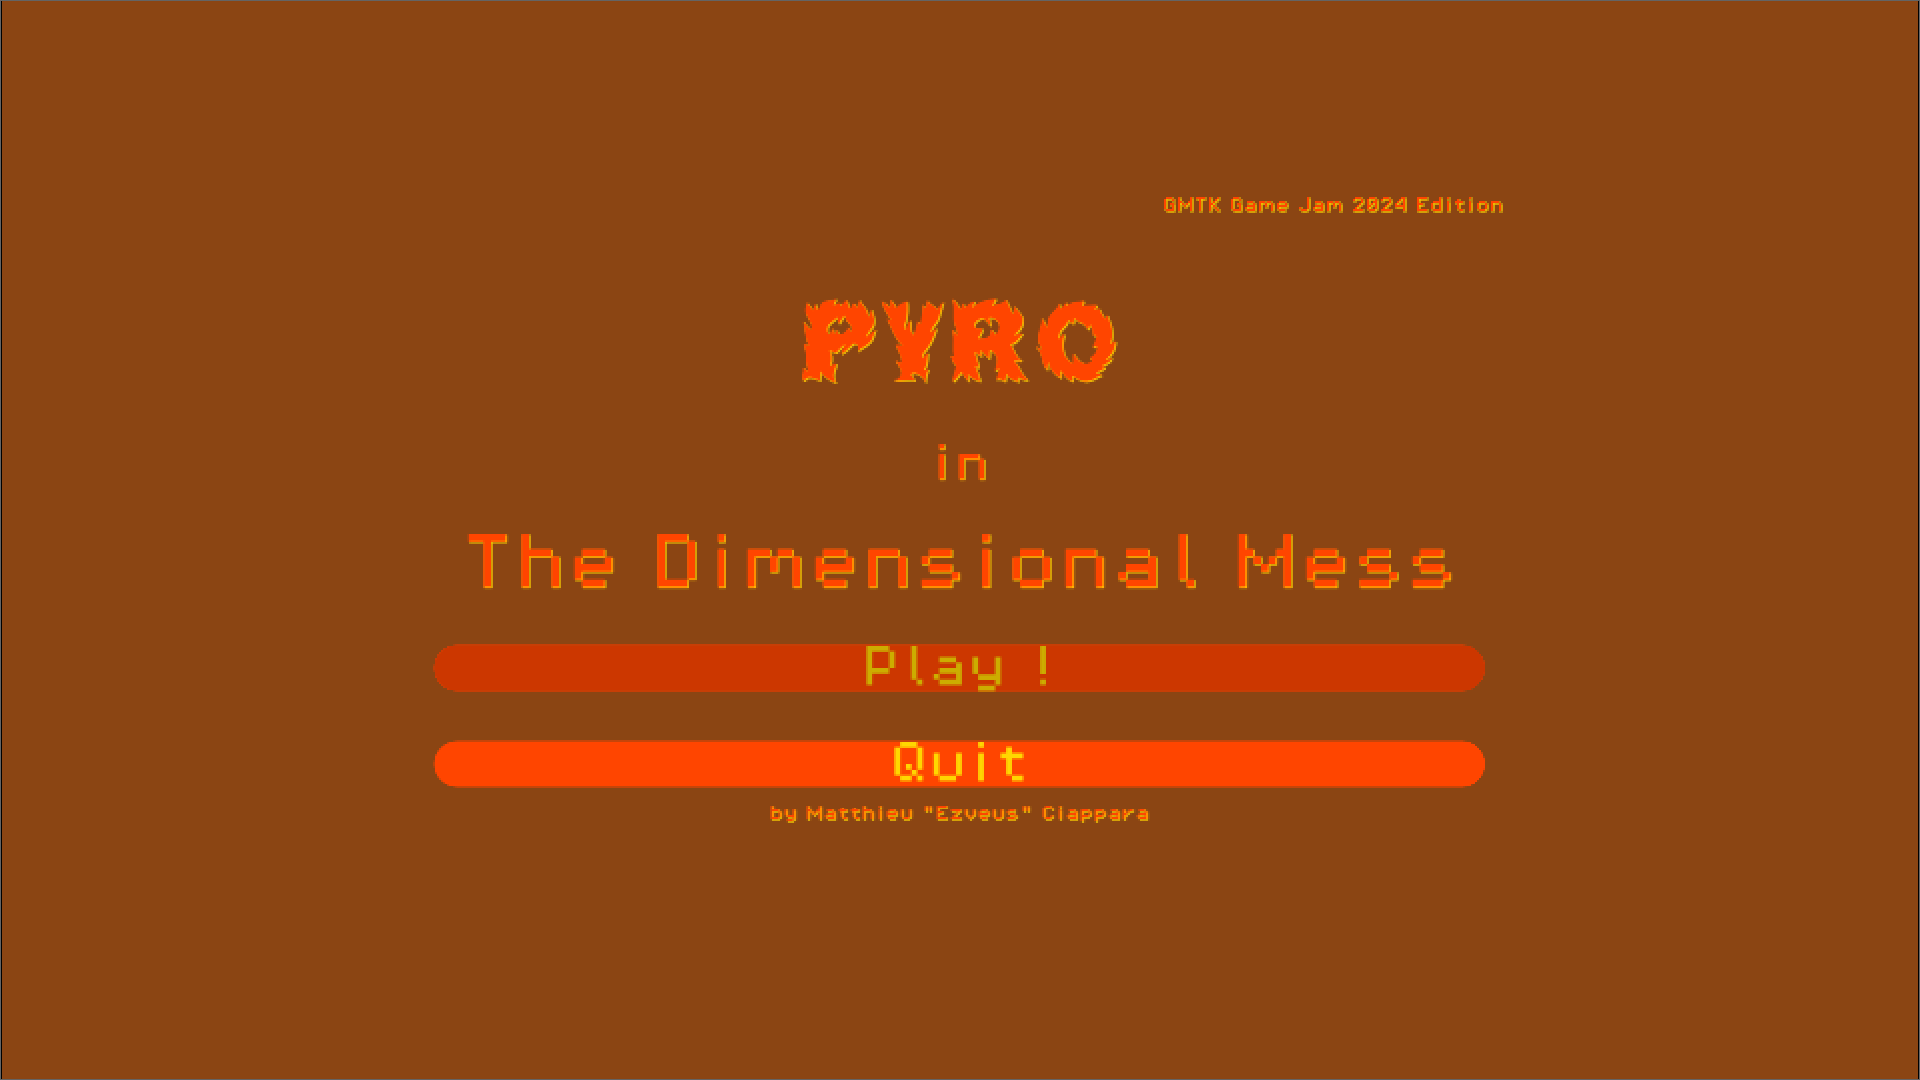 GMTK Game Jam 2024 Edition
PYRO
in
The Dimensional Mess
Play !
Quit
by Matthieu "Ezveus" Ciappara